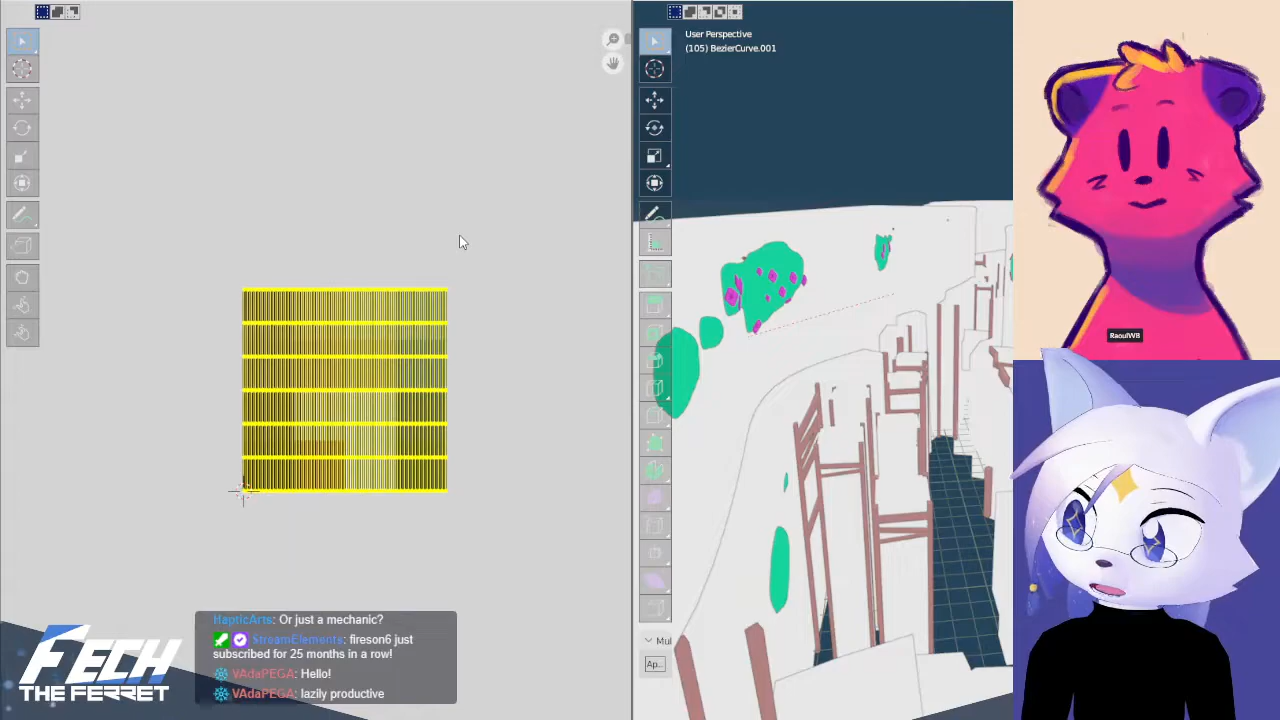 User Perspective
(105) BezierCurve.001
RaoulWB
Mul
Ap...
HapticArts: Or just a mechanic?
StreamElements: fireson6 just
subscribed for 25 months in a row!
VAdaPEGA: Hello!
VAdaPEGA: lazily productive
FECH
THE FERRET